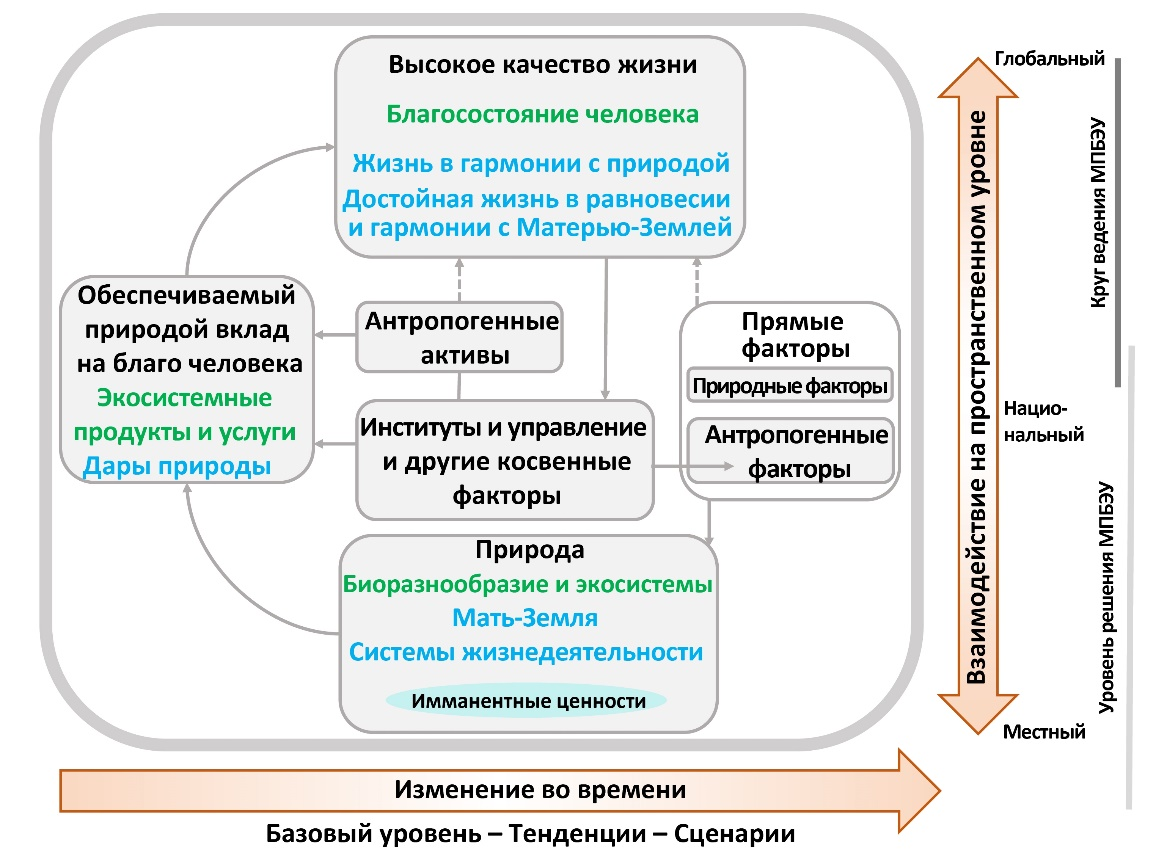 Высокое качество жизни
Благосостояние человека
Жизнь в гармонии с природой
Достойная жизнь в равновесии
и гармонии с Матерью-Землей
Обеспечиваемый
природой вклад
на благо человека
Экосистемные
продукты и услуги
Дары природы
Антропогенные
активы
Институты и управление
и другие косвенные
факторы
Прямые
факторы
Природные факторы
Антропогенные
факторы
Природа
Биоразнообразие и экосистемы
Мать-Земля
Системы жизнедеятельности
Имманентные ценности
Изменение во времени
Базовый уровень – Тенденции – Сценарии
Взаимодействие на пространственном уровне
Глобальный
Нацио-
нальный
Местный
Круг ведения МПБЭУ
Уровень решения МПБЭУ